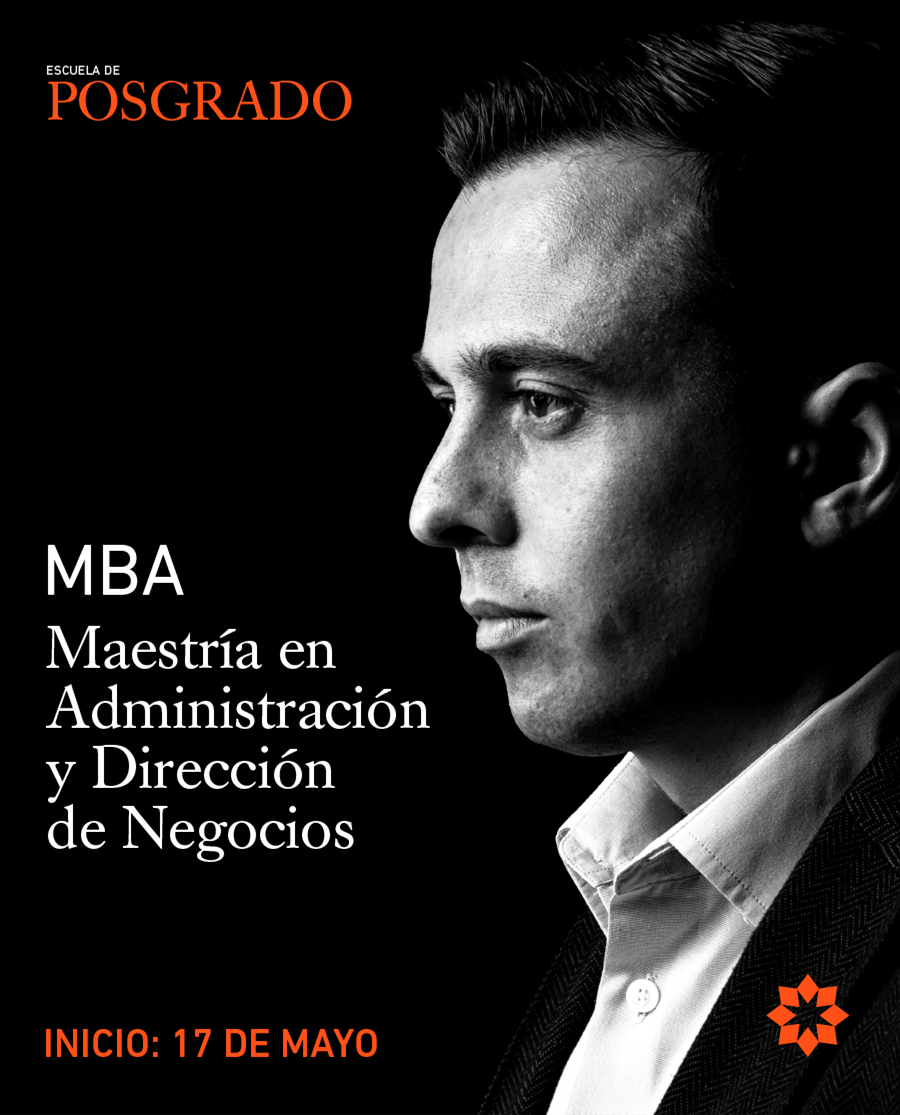 ESCUELA DE
POSGRADO
MBA
Maestría en
Administración
y Dirección
de Negocios
INICIO: 17 DE MAYO